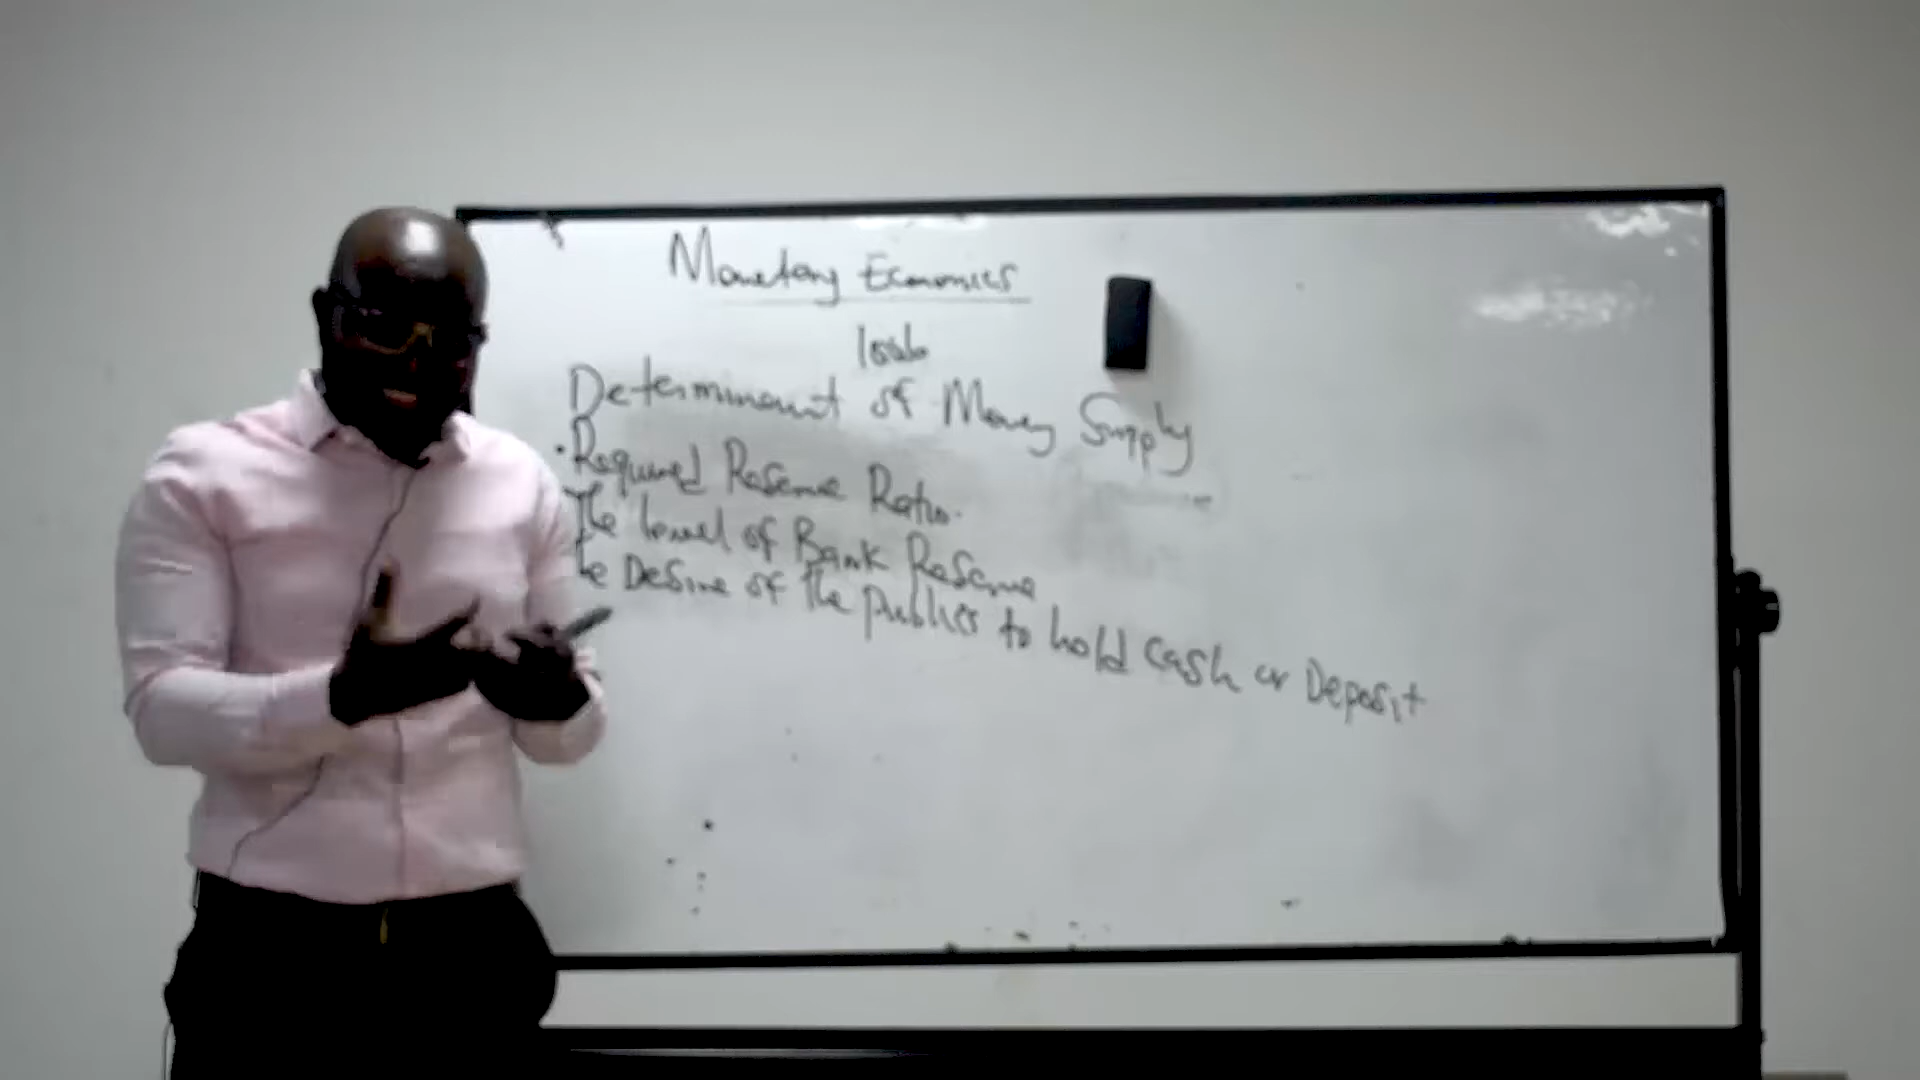 Monetary Economics
Determinant of Money Supply
• Required Reserve Ratio.
The level of Bank Reserve
The Desire of the publics to hold cash or Deposit